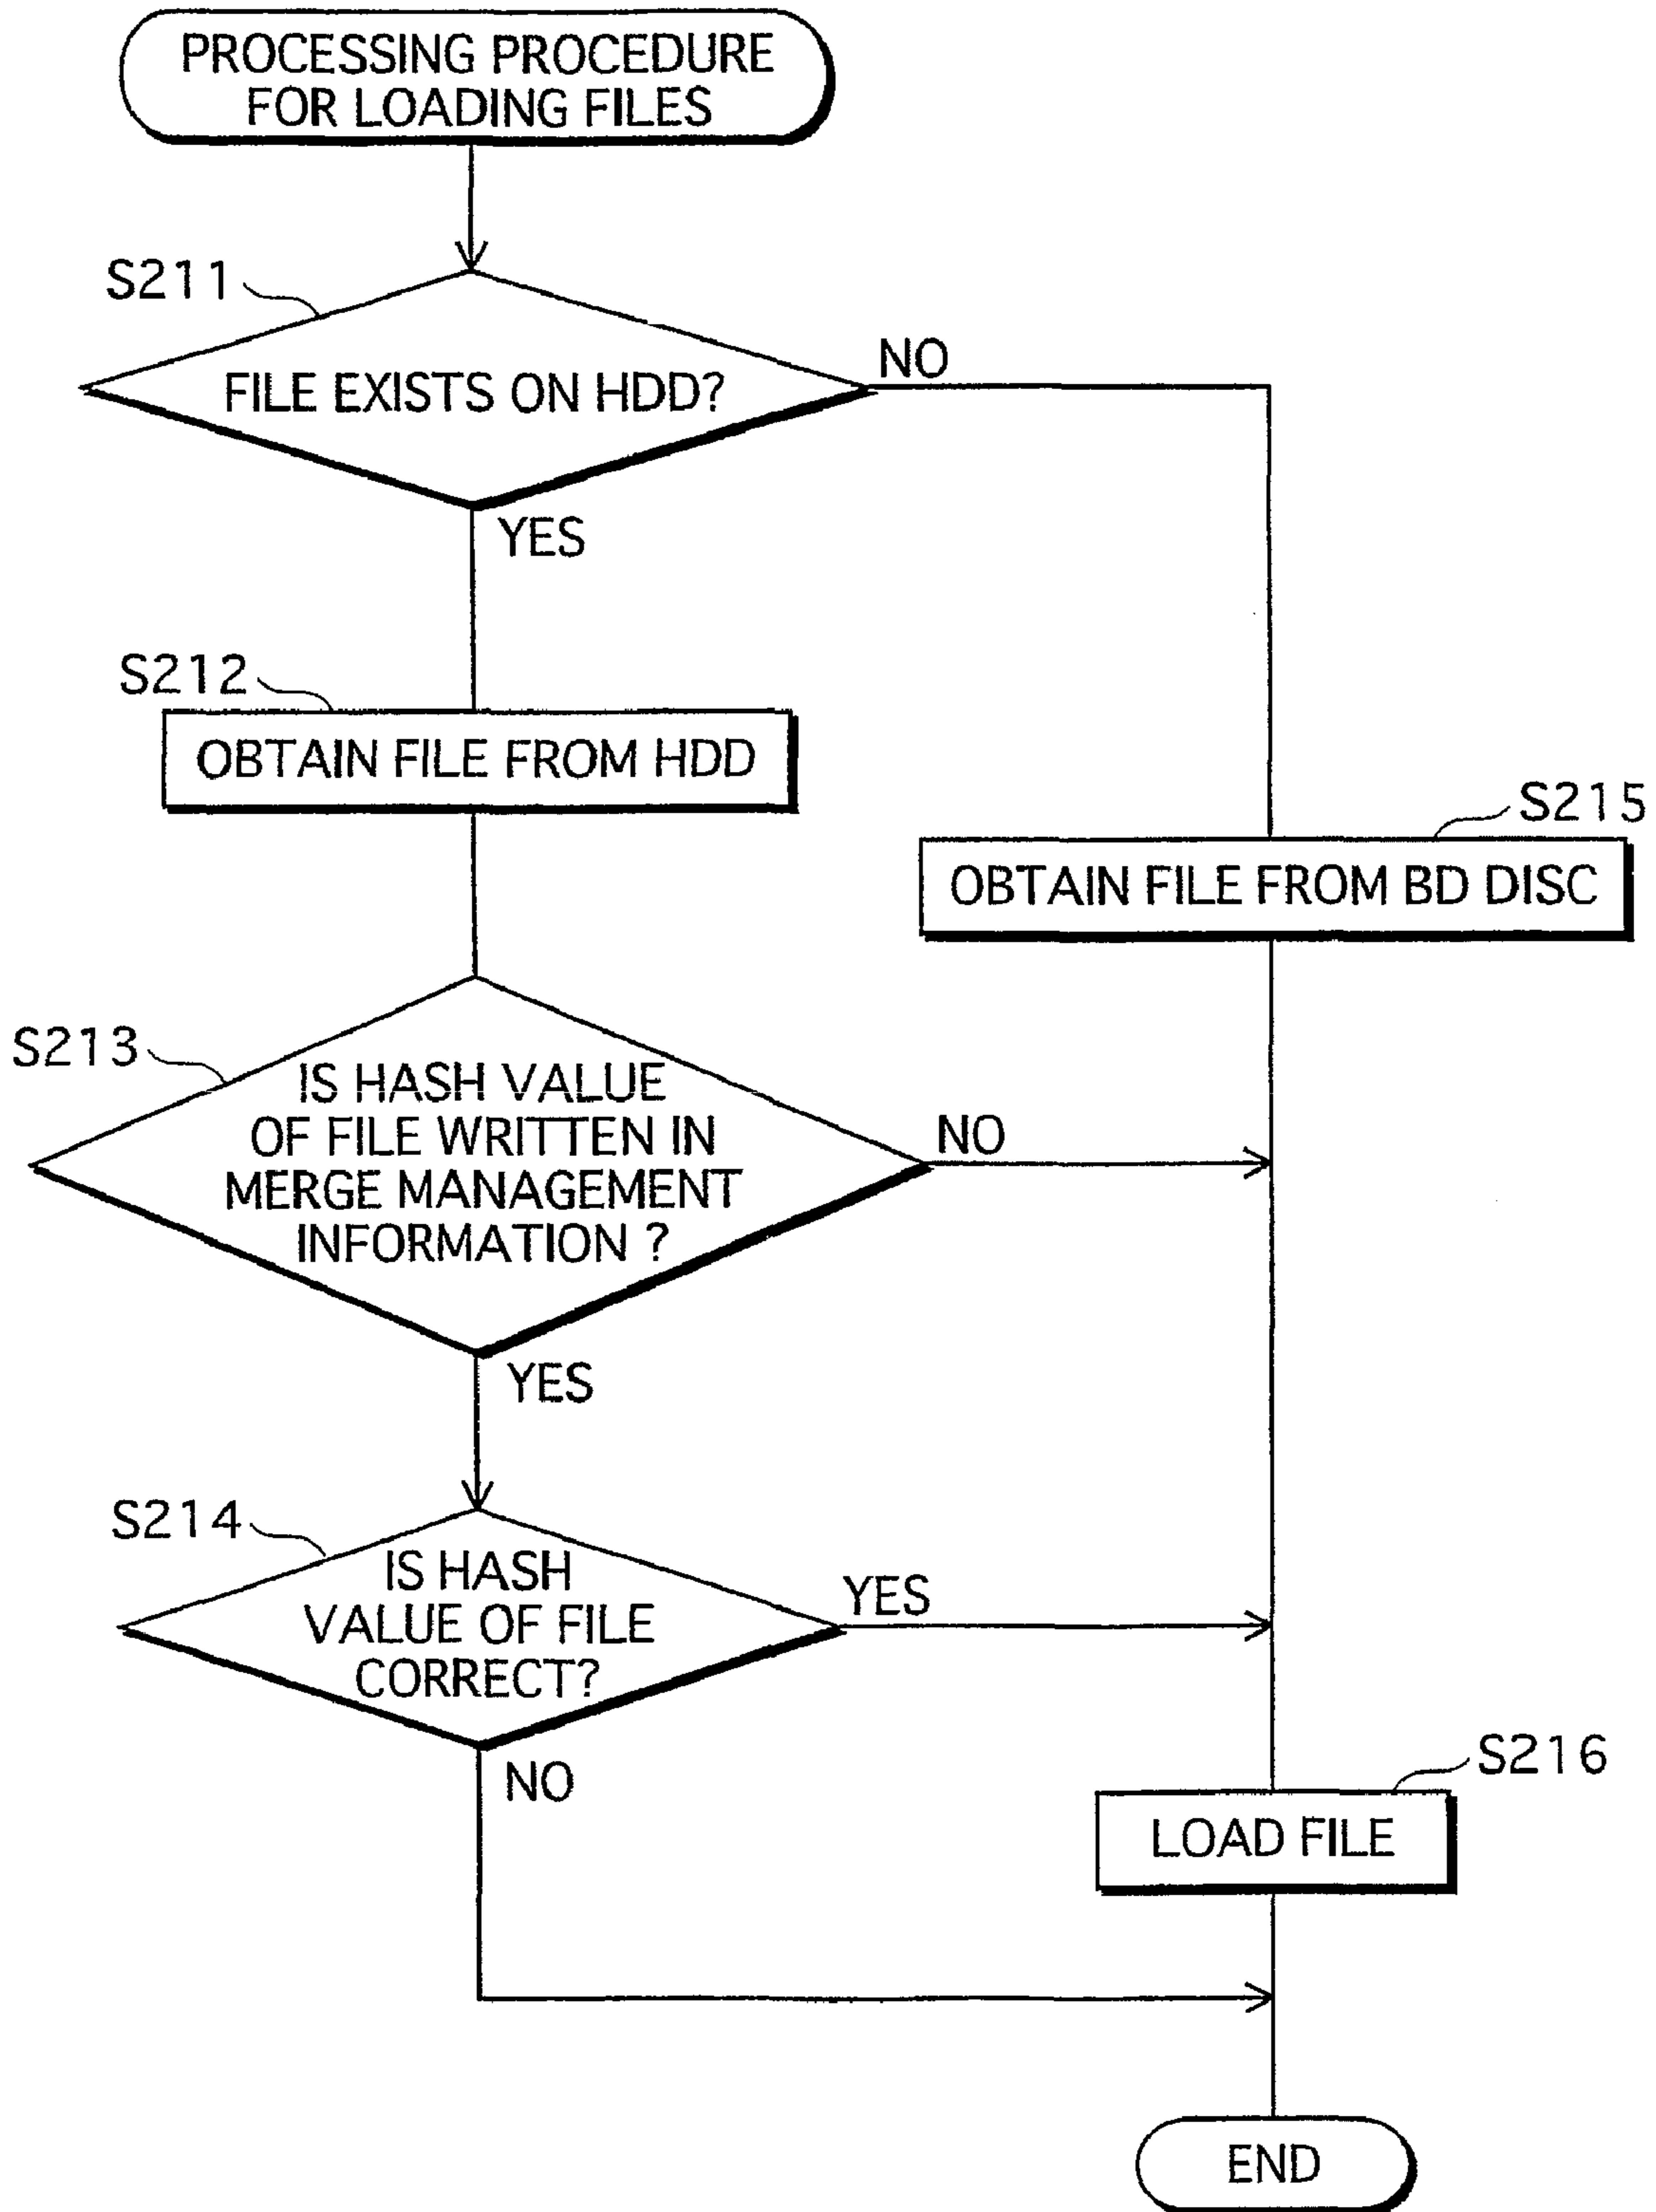 PROCESSING PROCEDURE
FOR LOADING FILES
S211
FILE EXISTS ON HDD?
NO
YES
S212
OBTAIN FILE FROM HDD
S215
OBTAIN FILE FROM BD DISC
S213
IS HASH VALUE
OF FILE WRITTEN IN
MERGE MANAGEMENT
INFORMATION ?
NO
YES
S214
IS HASH
VALUE OF FILE
CORRECT?
YES
NO
S216
LOAD FILE
END